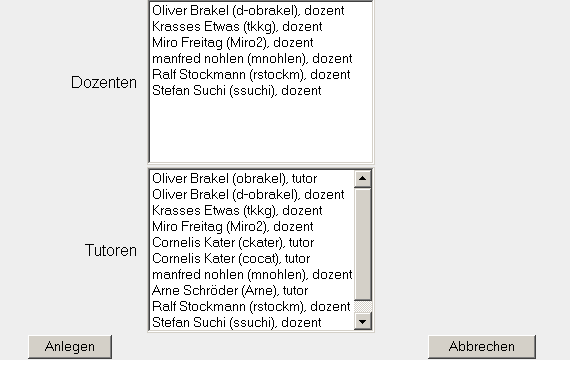 Oliver Brakel (d-obrakel), dozent
Krasses Etwas (tkkg), dozent
Miro Freitag (Miro2), dozent
manfred nohlen (mnohlen), dozent
Ralf Stockmann (rstockm), dozent
Stefan Suchi (ssuchi), dozent
Dozenten
Oliver Brakel (obrakel), tutor
Oliver Brakel (d-obrakel), dozent
Krasses Etwas (tkkg), dozent
Miro Freitag (Miro2), dozent
Cornelis Kater (ckater), tutor
Cornelis Kater (cocat), tutor
manfred nohlen (mnohlen), dozent
Arne Schröder (Arne), tutor
Ralf Stockmann (rstockm), dozent
Stefan Suchi (ssuchi), dozent
Tutoren
Anlegen
Abbrechen